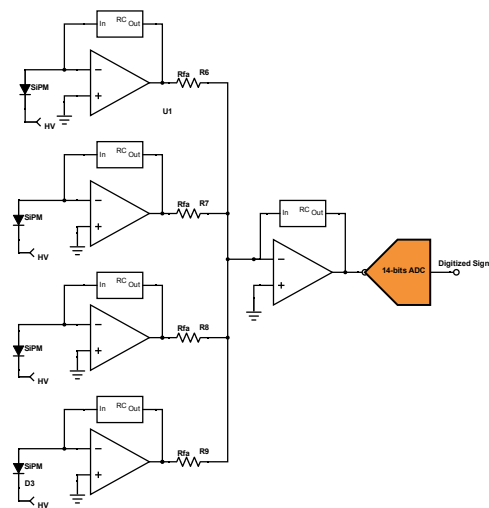 In RC Out
SiPM
−
+
Rfa R6
U1
HV
In RC Out
SiPM
−
+
Rfa R7
HV
In RC Out
−
+
14-bits ADC
Digitized Sign
In RC Out
SiPM
−
+
Rfa R8
HV
In RC Out
SiPM
−
+
Rfa R9
D3
HV